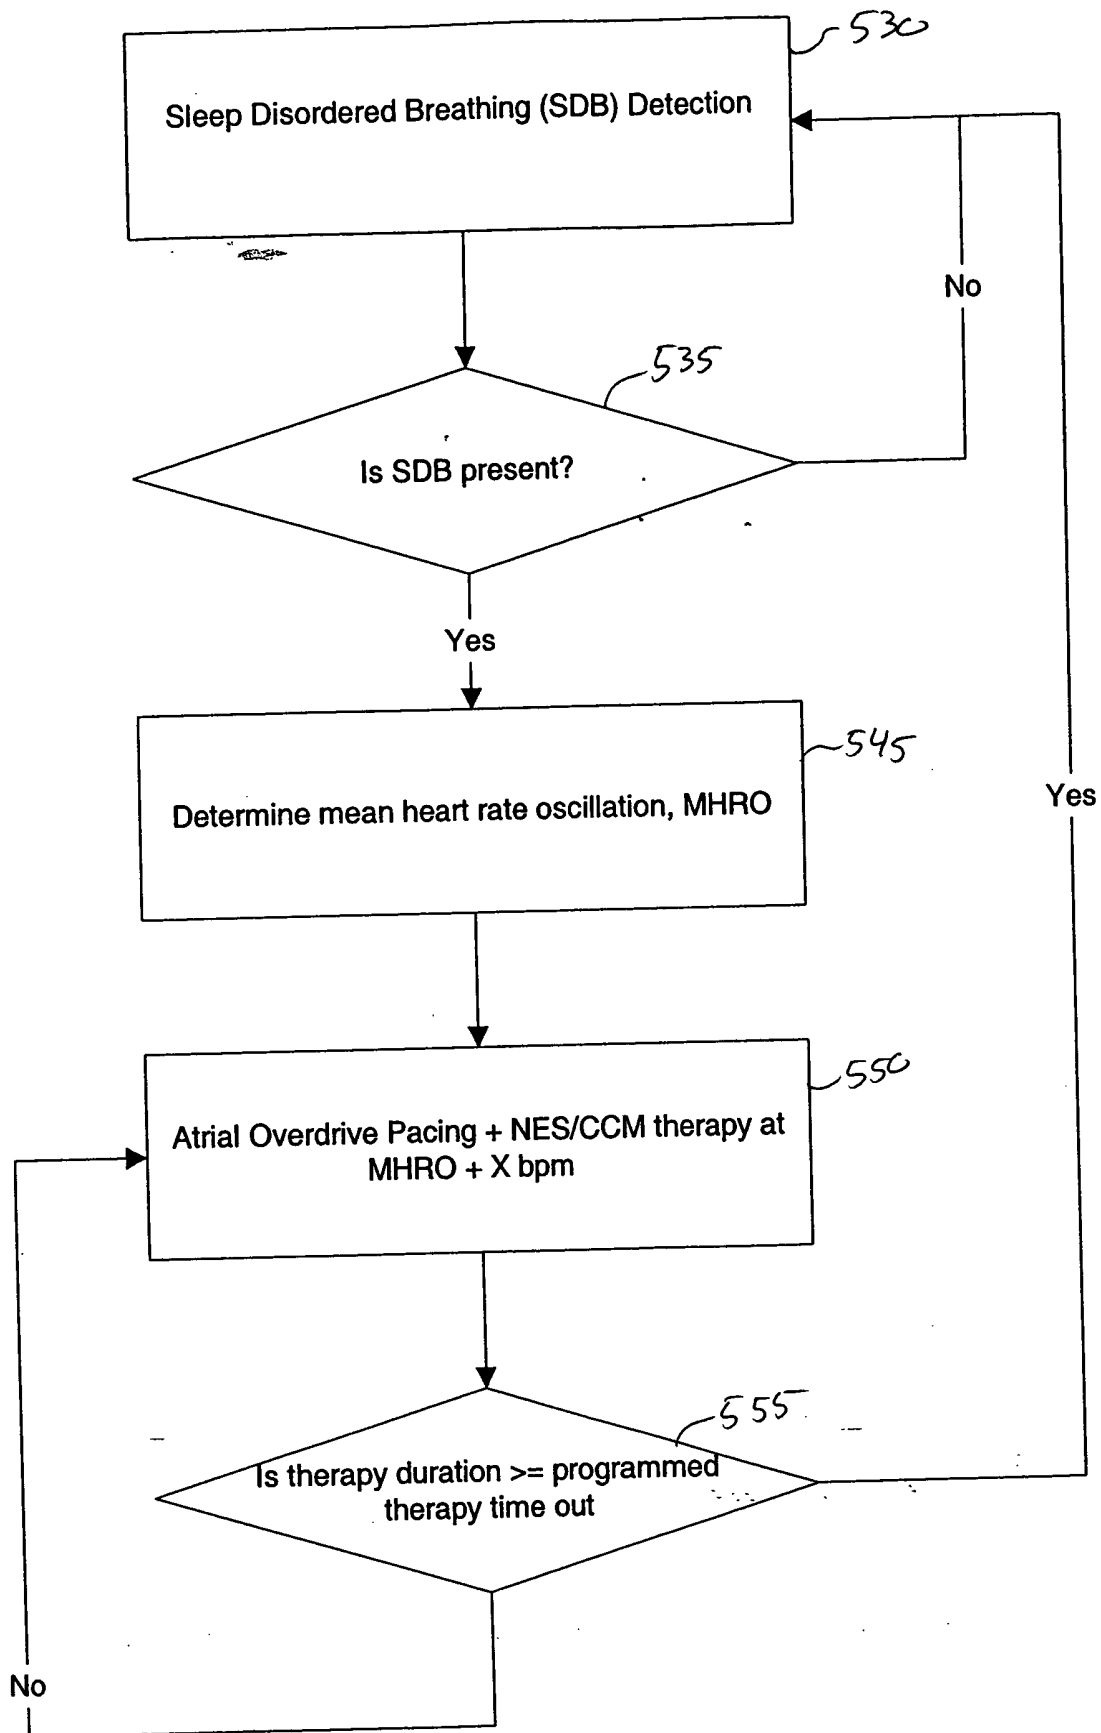 530
Sleep Disordered Breathing (SDB) Detection
No
535
Is SDB present?
Yes
545
Determine mean heart rate oscillation, MHRO
Yes
550
Atrial Overdrive Pacing + NES/CCM therapy at
MHRO + X bpm
555
Is therapy duration >= programmed
therapy time out
No